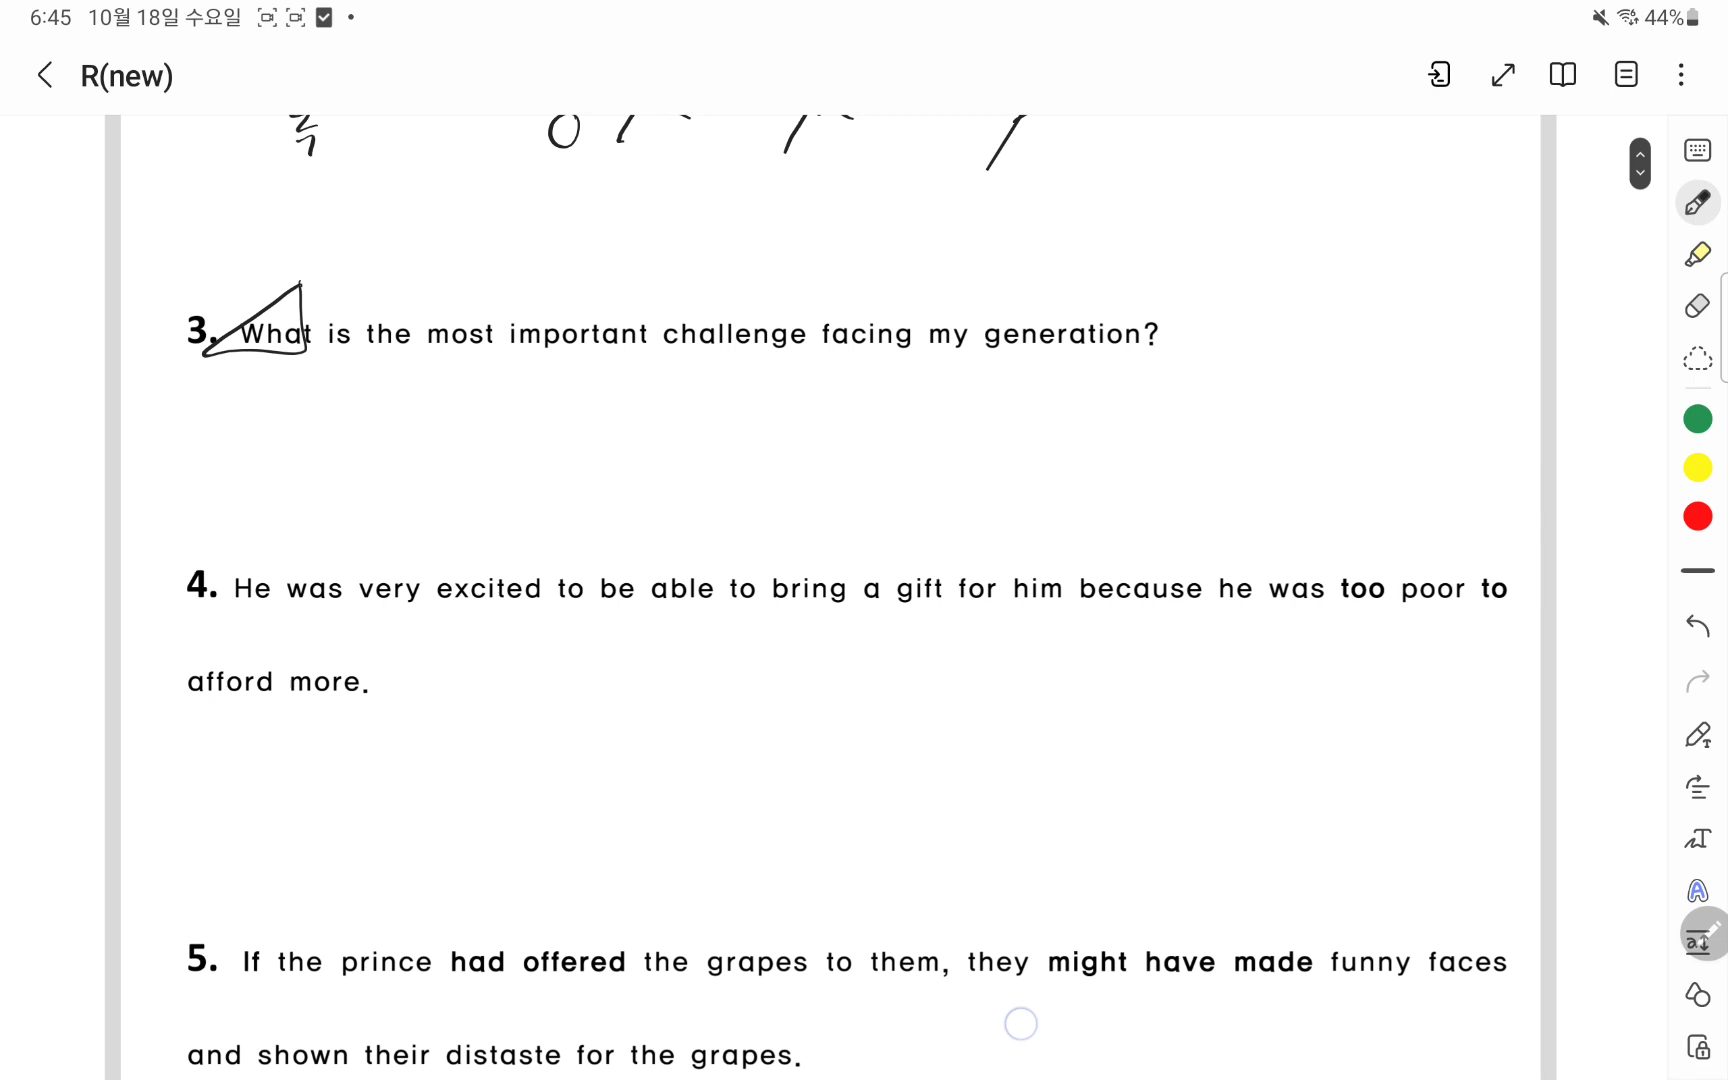 6:45 10월 18일 수요일 44%
R(new)
3. What is the most important challenge facing my generation?
4. He was very excited to be able to bring a gift for him because he was too poor to
afford more.
5. If the prince had offered the grapes to them, they might have made funny faces
and shown their distaste for the grapes.